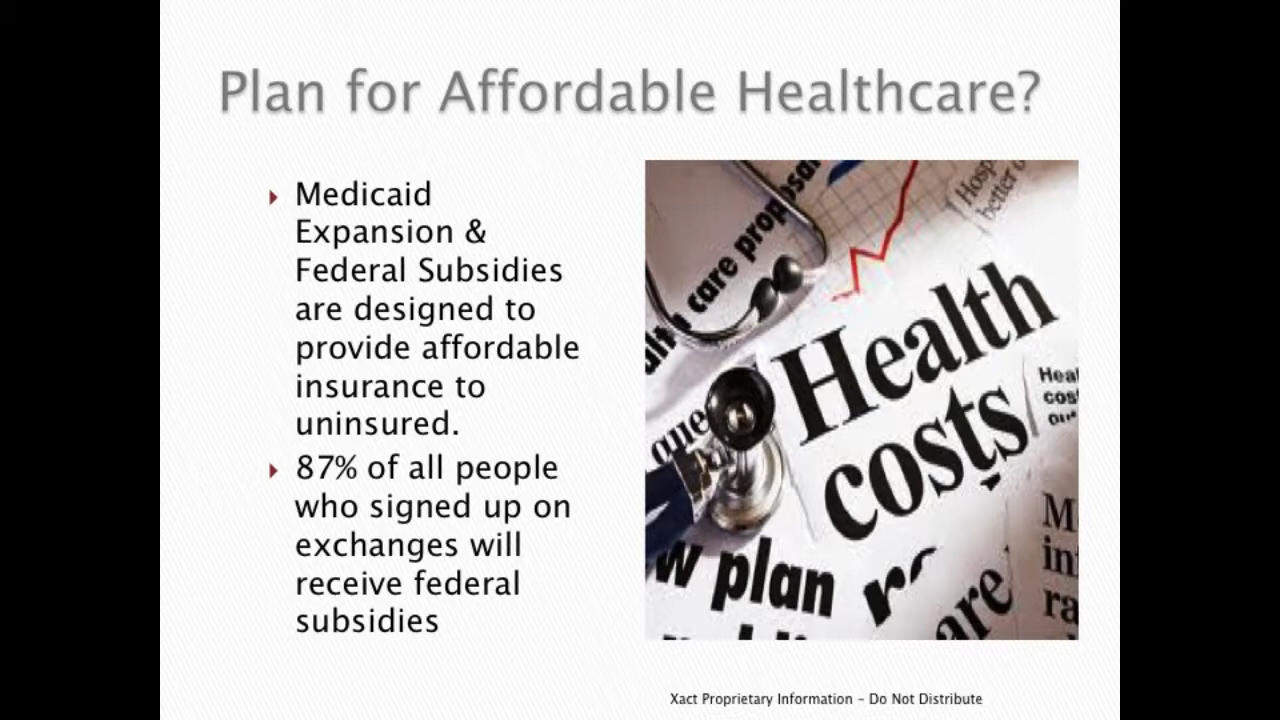 Plan for Affordable Healthcare?
Medicaid
Expansion &
Federal Subsidies
are designed to
provide affordable
insurance to
uninsured.
87% of all people
who signed up on
exchanges will
receive federal
subsidies
care proposal
better
Health
costs
plan
Xact Proprietary Information – Do Not Distribute